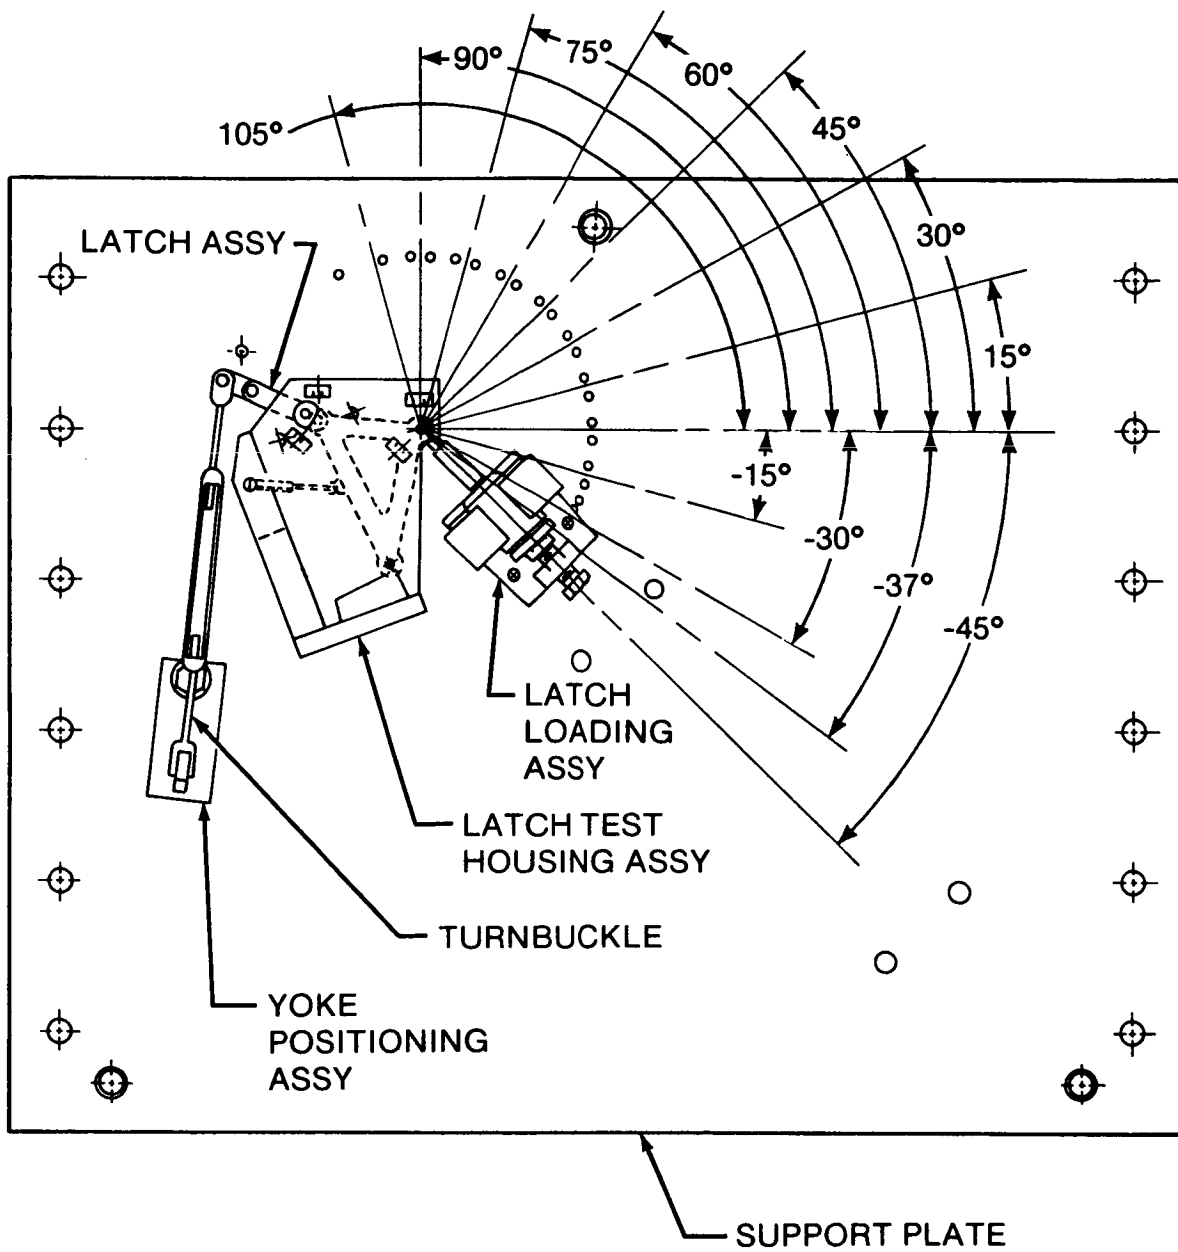 90°
75°
60°
45°
105°
30°
15°
LATCH ASSY
-15°
-30°
-37°
-45°
LATCH
LOADING
ASSY
LATCH TEST
HOUSING ASSY
TURNBUCKLE
YOKE
POSITIONING
ASSY
SUPPORT PLATE